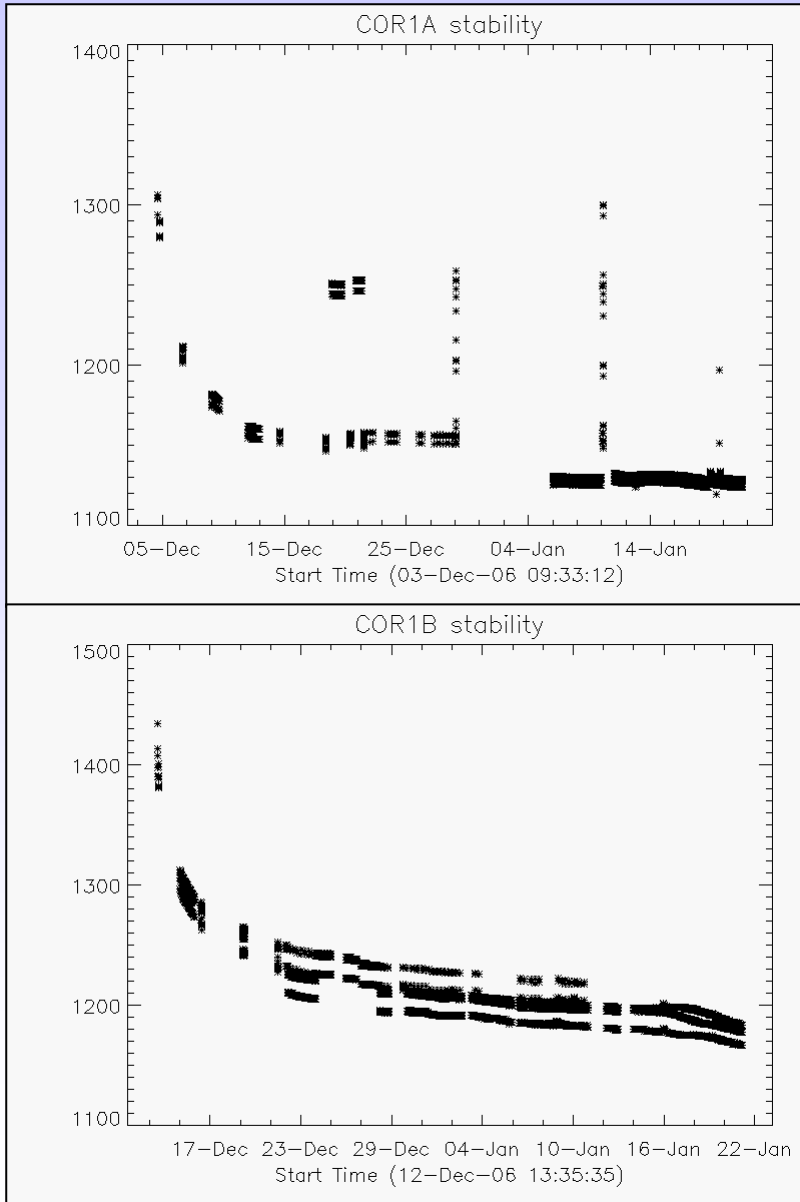 COR1A stability
1400
1300
1200
1100
05-Dec 15-Dec 25-Dec 04-Jan 14-Jan
Start Time (03-Dec-06 09:33:12)
COR1B stability
1500
1400
1300
1200
1100
17-Dec 23-Dec 29-Dec 04-Jan 10-Jan 16-Jan 22-Jan
Start Time (12-Dec-06 13:35:35)